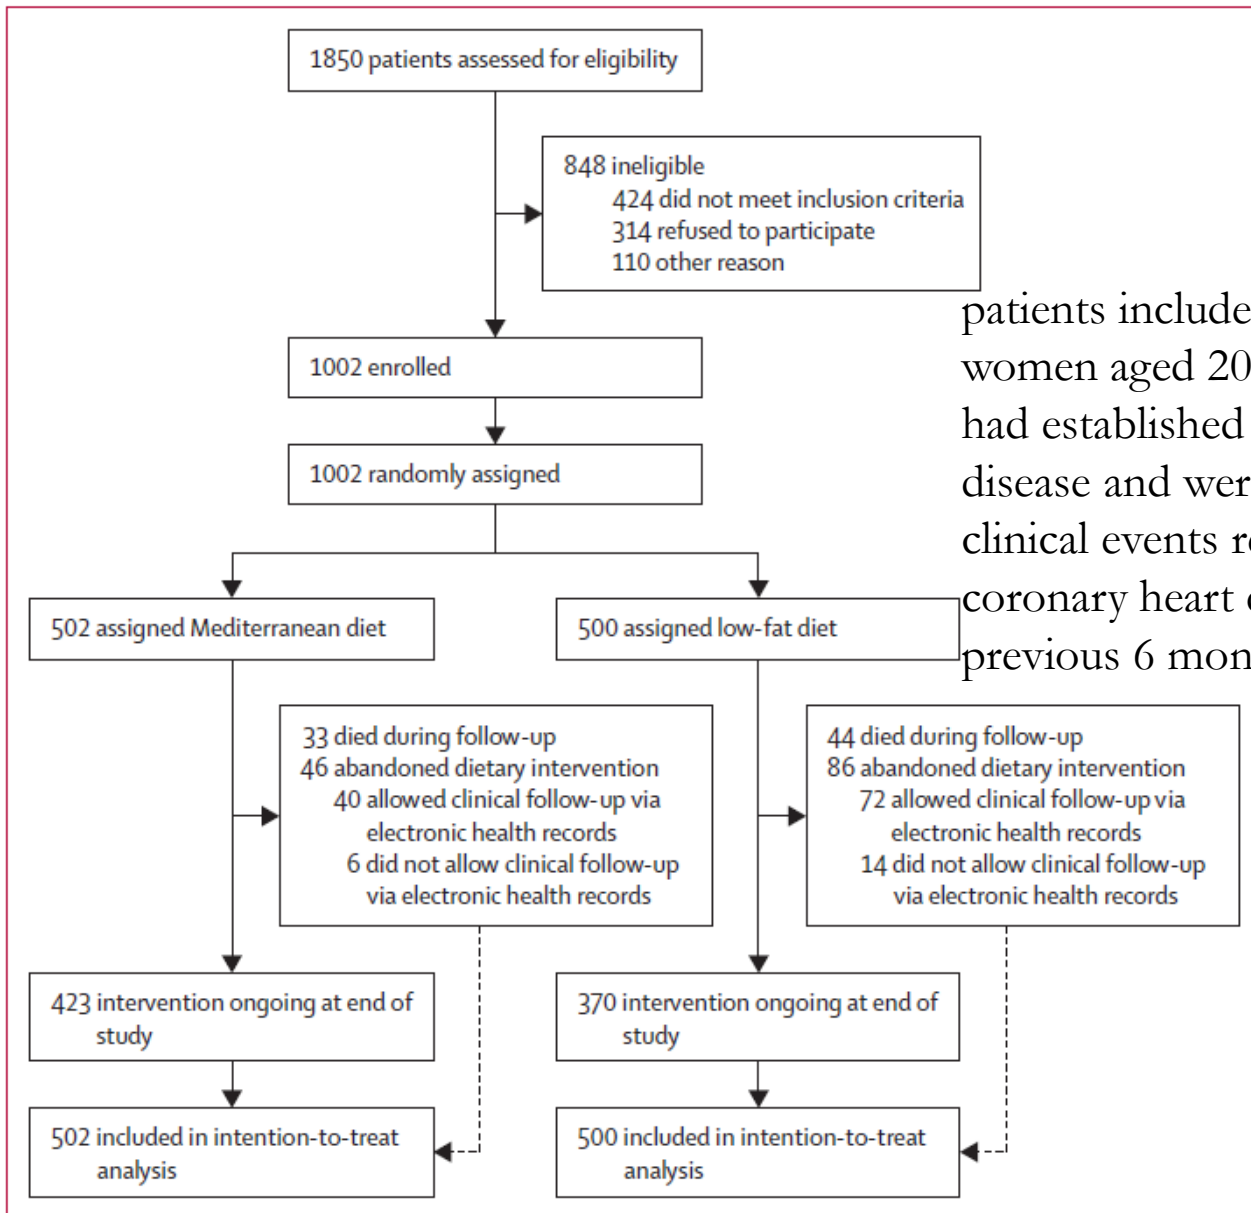 1850 patients assessed for eligibility
848 ineligible
424 did not meet inclusion criteria
314 refused to participate
110 other reason
1002 enrolled
1002 randomly assigned
502 assigned Mediterranean diet
500 assigned low-fat diet
33 died during follow-up
46 abandoned dietary intervention
40 allowed clinical follow-up via
electronic health records
6 did not allow clinical follow-up
via electronic health records
44 died during follow-up
86 abandoned dietary intervention
72 allowed clinical follow-up via
electronic health records
14 did not allow clinical follow-up
via electronic health records
423 intervention ongoing at end of
study
370 intervention ongoing at end of
study
502 included in intention-to-treat
analysis
500 included in intention-to-treat
analysis
patients include
women aged 20
had established
disease and wer
clinical events r
coronary heart
previous 6 mon